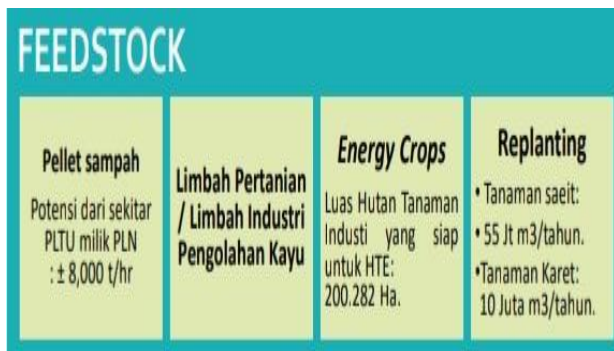 FEEDSTOCK
Pellet sampah
Potensi dari sekitar
PLTU milik PLN
: ± 8,000 t/hr
Limbah Pertanian
/ Limbah Industri
Pengolahan Kayu
Energy Crops
Luas Hutan Tanaman
Industi yang siap
untuk HTE:
200.282 Ha.
Replanting
• Tanaman saeit:
• 55 Jt m3/tahun.
•Tanaman Karet:
10 Juta m3/tahun.